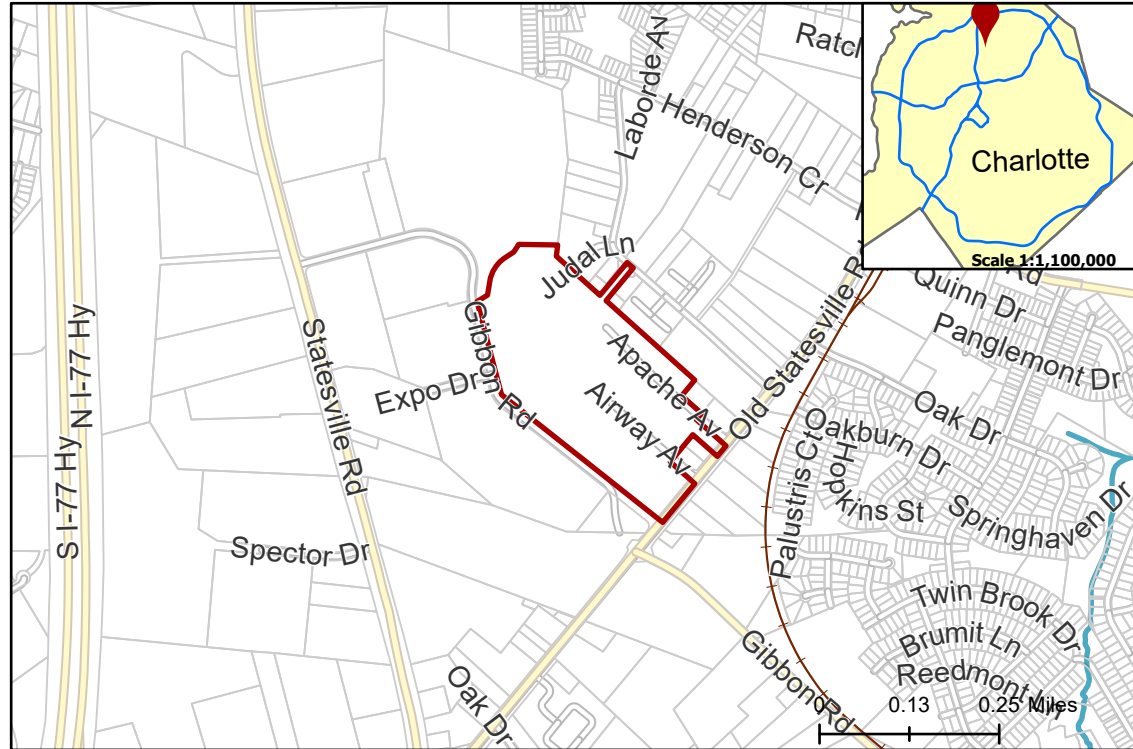 Ratcl
Laborde Av
Henderson Cr
Charlotte
Scale 1:1,100,000
Judal Ln
Old Statesville Rd
Rd
Quinn Dr
Panglemont Dr
S I-77 Hy
N I-77 Hy
Statesville Rd
Gibbon Rd
Expo Dr
Apache Av
Airway Av
Oak Dr
Oakburn Dr
Palustris Ct
Hopkins St
Springhaven Dr
Spector Dr
Twin Brook Dr
Brumit Ln
Reedmont Ln
Gibbon Rd
Oak Dr
0 0.13 0.25 Miles